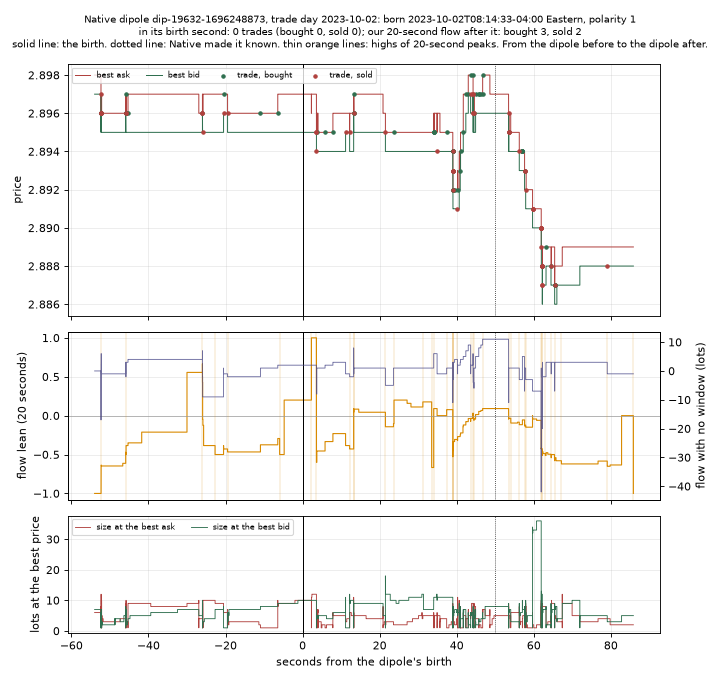 Native dipole dip-19632-1696248873, trade day 2023-10-02: born 2023-10-02T08:14:33-04:00 Eastern, polarity 1
in its birth second: 0 trades (bought 0, sold 0); our 20-second flow after it: bought 3, sold 2
solid line: the birth. dotted line: Native made it known. thin orange lines: highs of 20-second peaks. From the dipole before to the dipole after.
best ask
best bid
trade, bought
trade, sold
2.898
2.896
2.894
2.892
2.890
2.888
2.886
price
1.0
0.5
0.0
−0.5
−1.0
flow lean (20 seconds)
10
0
−10
−20
−30
−40
flow with no window (lots)
size at the best ask
size at the best bid
30
20
10
0
lots at the best price
−60
−40
−20
0
20
40
60
80
seconds from the dipole's birth